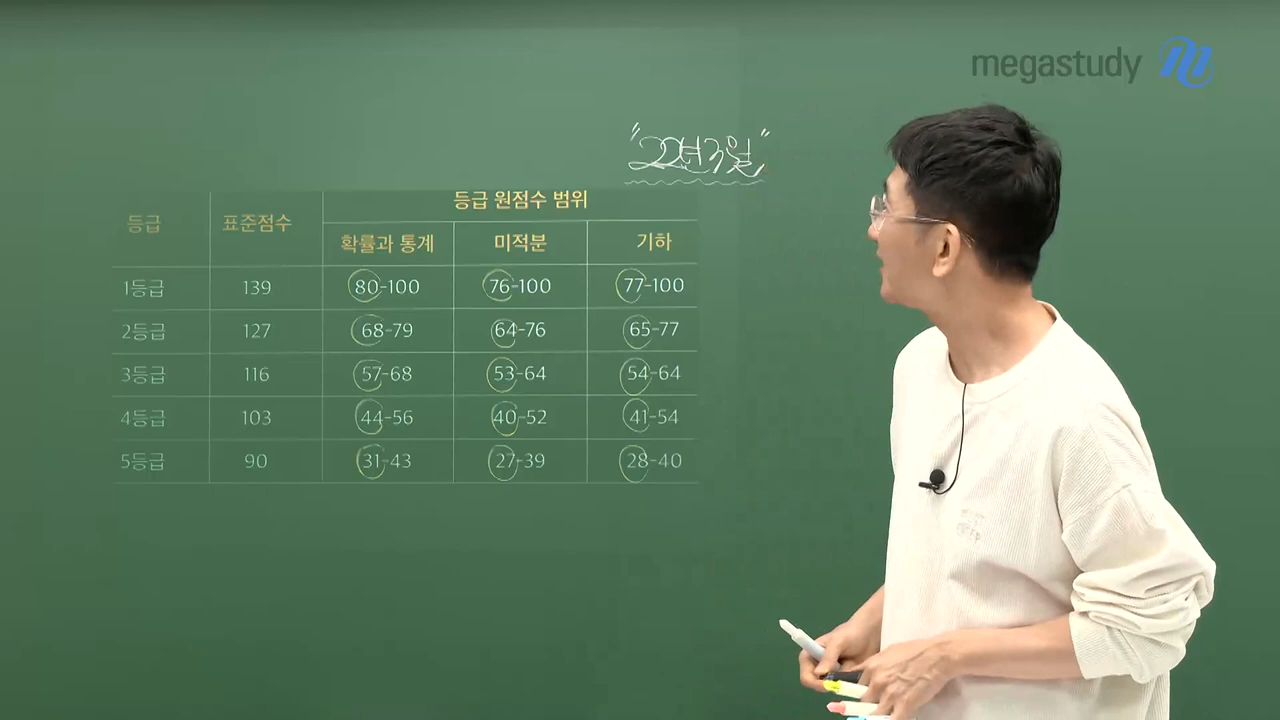 megastudy
"22년 3월"
등급 표준점수 등급 원점수 범위
확률과 통계 미적분 기하
1등급 139 80-100 76-100 77-100
2등급 127 68-79 64-76 65-77
3등급 116 57-68 53-64 54-64
4등급 103 44-56 40-52 41-54
5등급 90 31-43 27-39 28-40